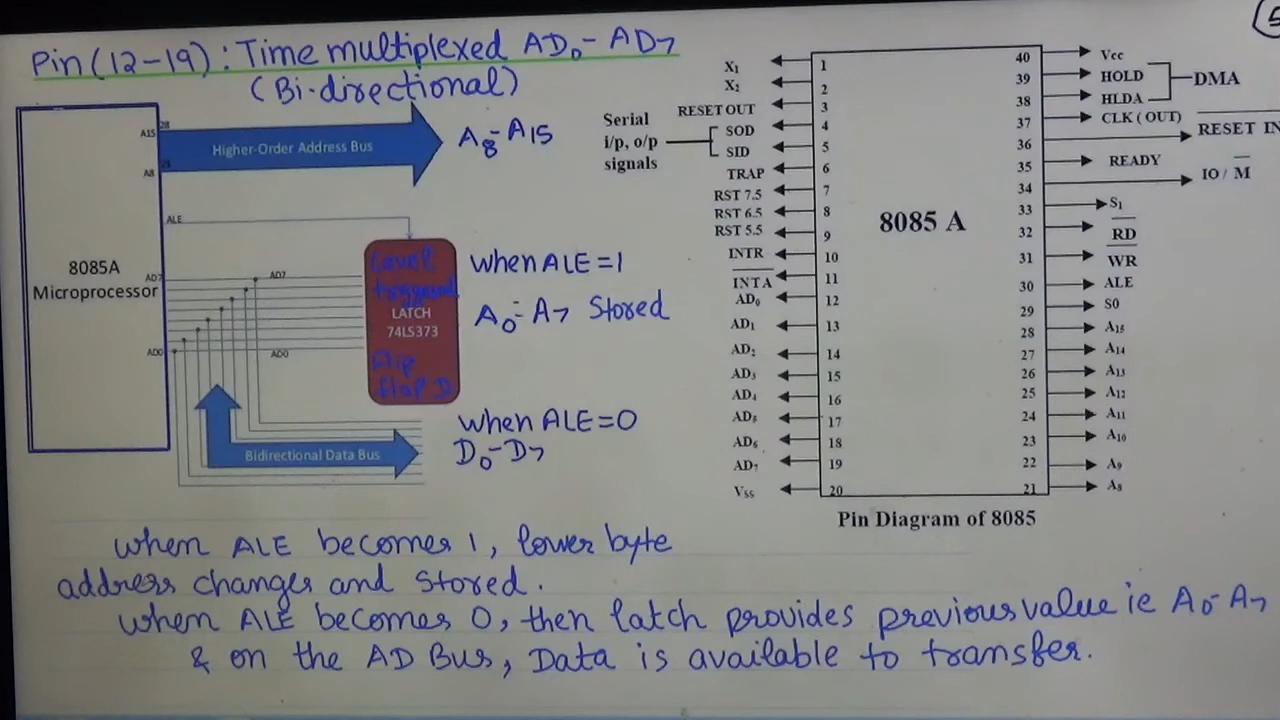 Pin (12-19): Time multiplexed AD0 - AD7
(Bi-directional)
28
A15
Higher-Order Address Bus
A8 - A15
A8
ALE
8085A
Microprocessor
AD7
AD7
Level
triggered
LATCH
74LS373
Flip
flop D
when ALE = 1
A0 - A7 Stored
AD0
AD0
when ALE = 0
D0 - D7
Bidirectional Data Bus
X1 1
X2 2
RESET OUT 3
Serial
i/p, o/p
signals
SOD 4
SID 5
TRAP 6
RST 7.5 7
RST 6.5 8
RST 5.5 9
INTR 10
INTA 11
AD0 12
AD1 13
AD2 14
AD3 15
AD4 16
AD5 17
AD6 18
AD7 19
VSS 20
8085 A
40 Vcc
39 HOLD
DMA
38 HLDA
37 CLK ( OUT)
36 RESET IN
35 READY
34 IO / M
33 S1
32 RD
31 WR
30 ALE
29 S0
28 A15
27 A14
26 A13
25 A12
24 A11
23 A10
22 A9
21 A8
Pin Diagram of 8085
when ALE becomes 1, lower byte
address changes and stored.
when ALE becomes 0, then latch provides previous value ie A0-A7
& on the AD Bus, Data is available to transfer.